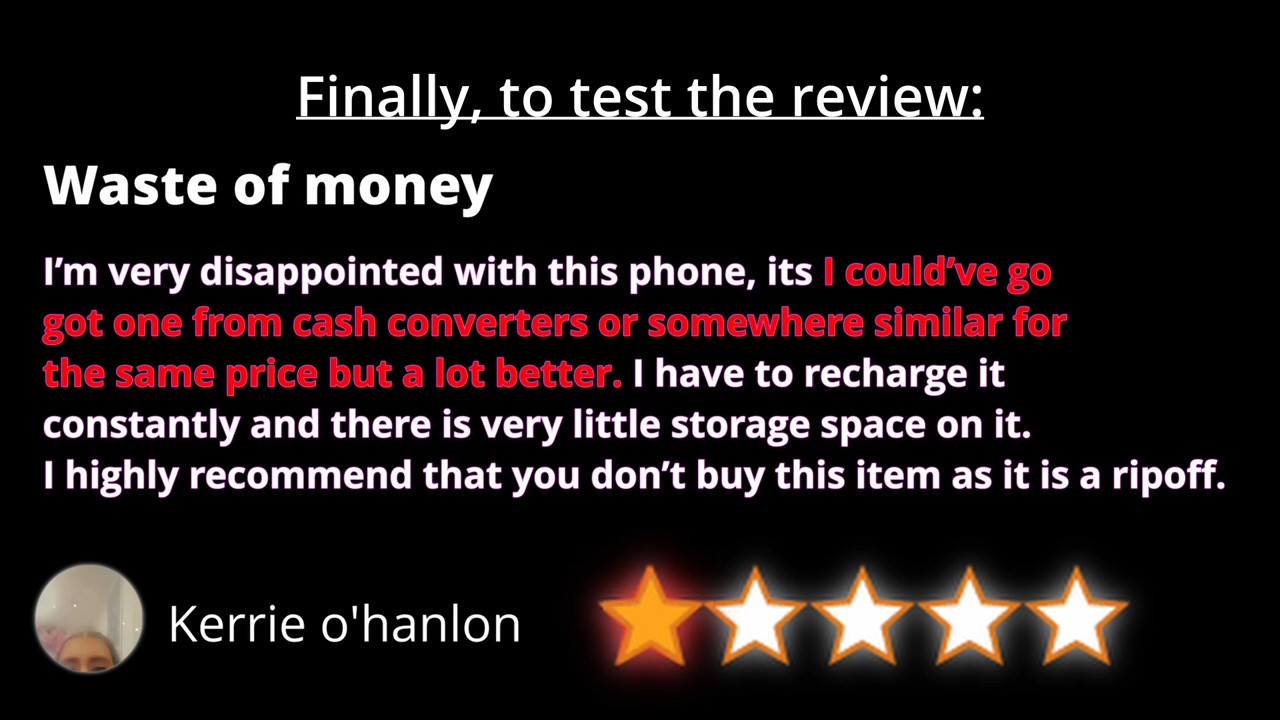 Finally, to test the review:
Waste of money
I’m very disappointed with this phone, its I could’ve go
got one from cash converters or somewhere similar for
the same price but a lot better. I have to recharge it
constantly and there is very little storage space on it.
I highly recommend that you don’t buy this item as it is a ripoff.
Kerrie o'hanlon